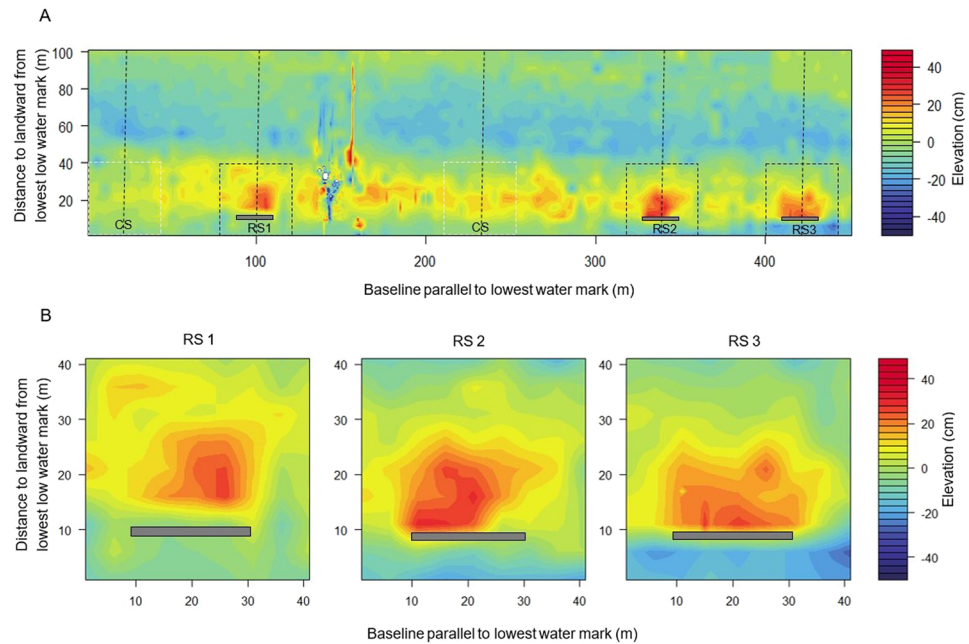 A
Distance to landward from
lowest low water mark (m)
100
80
60
40
20
CS
RS1
CS
RS2
RS3
100
200
300
400
Baseline parallel to lowest water mark (m)
40
20
0
-20
-40
Elevation (cm)
B
RS 1
RS 2
RS 3
Distance to landward from
lowest low water mark (m)
40
30
20
10
10
20
30
40
40
30
20
10
10
20
30
40
40
30
20
10
10
20
30
40
40
20
0
-20
-40
Elevation (cm)
Baseline parallel to lowest water mark (m)